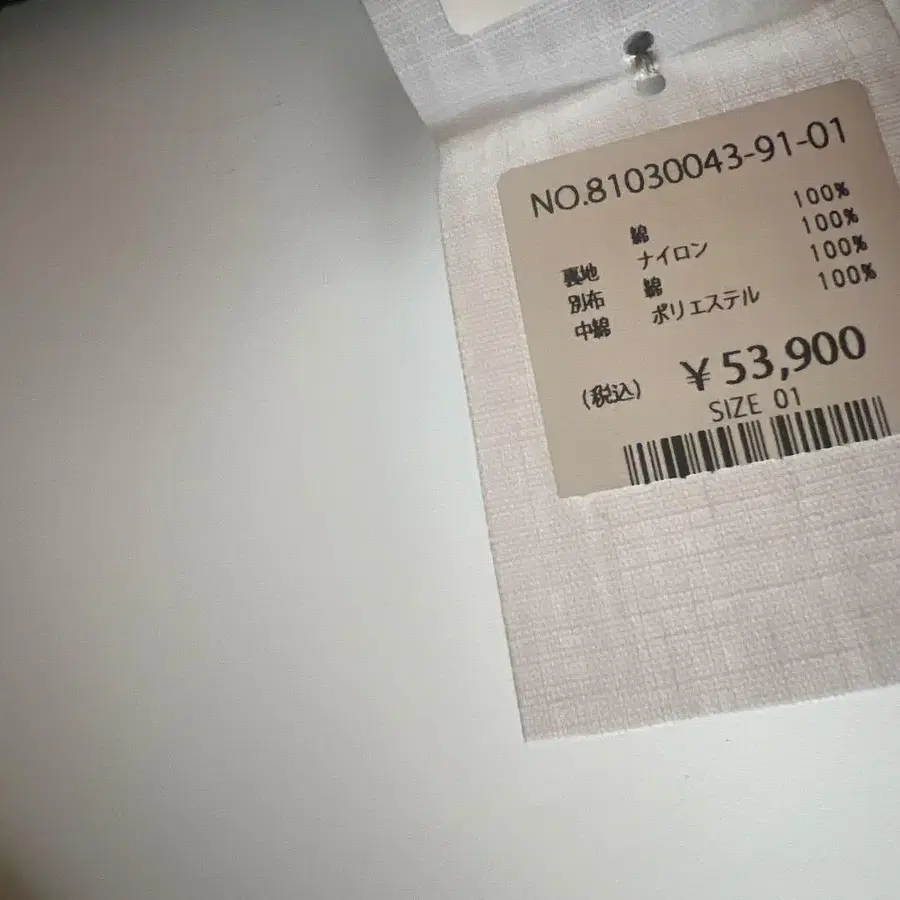 NO.81030043-91-01
綿 100%
裏地 ナイロン 100%
別布 綿 100%
中綿 ポリエステル 100%
(税込) ¥53,900
SIZE 01